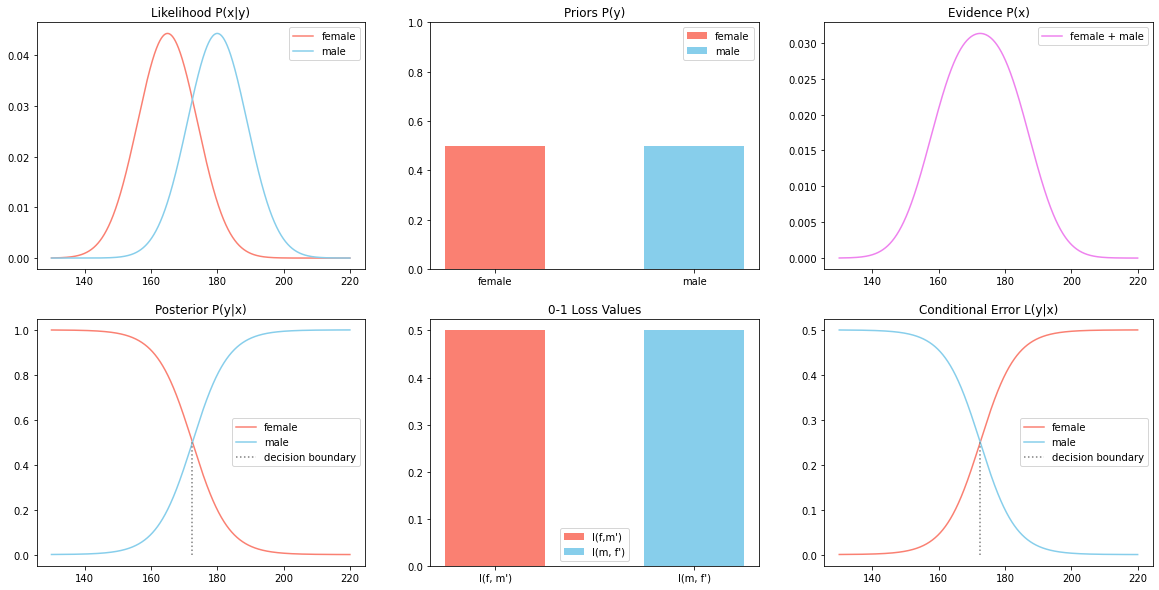 Likelihood P(x|y)
female
male
0.04
0.03
0.02
0.01
0.00
140
160
180
200
220
Priors P(y)
female
male
1.0
0.8
0.6
0.4
0.2
0.0
female
male
Evidence P(x)
female + male
0.030
0.025
0.020
0.015
0.010
0.005
0.000
140
160
180
200
220
Posterior P(y|x)
1.0
0.8
0.6
0.4
0.2
0.0
female
male
decision boundary
140
160
180
200
220
0-1 Loss Values
0.5
0.4
0.3
0.2
0.1
0.0
l(f,m')
l(m, f')
l(f, m')
l(m, f')
Conditional Error L(y|x)
0.5
0.4
0.3
0.2
0.1
0.0
female
male
decision boundary
140
160
180
200
220